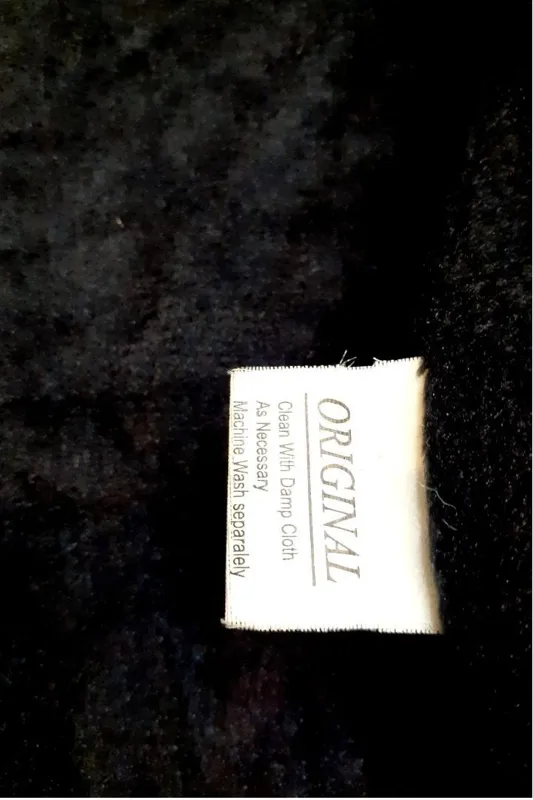 ORIGINAL
Clean With Damp Cloth
As Necessary
Machine Wash separalely